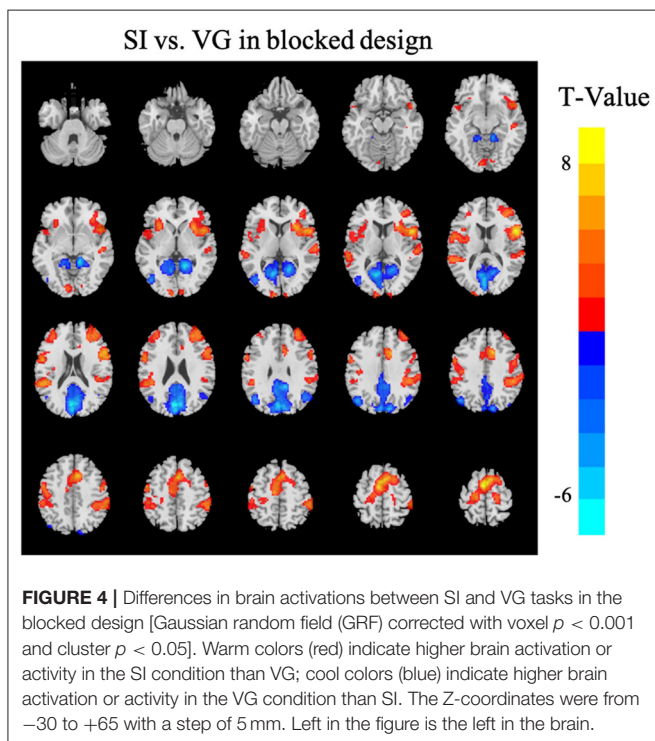 SI vs. VG in blocked design
T-Value
8
-6
FIGURE 4 | Differences in brain activations between SI and VG tasks in the
blocked design [Gaussian random field (GRF) corrected with voxel p < 0.001
and cluster p < 0.05]. Warm colors (red) indicate higher brain activation or
activity in the SI condition than VG; cool colors (blue) indicate higher brain
activation or activity in the VG condition than SI. The Z-coordinates were from
−30 to +65 with a step of 5 mm. Left in the figure is the left in the brain.